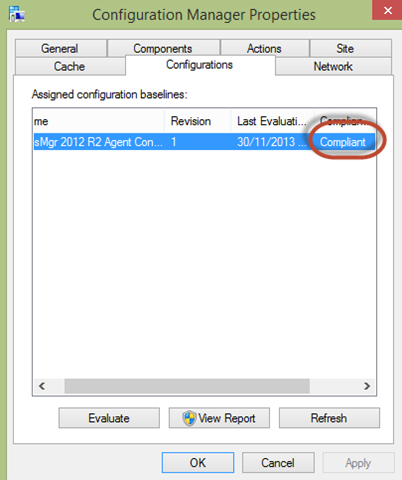 Configuration Manager Properties
General Components Actions Site
Cache Configurations Network
Assigned configuration baselines:
me Revision Last Evaluati... Complian...
sMgr 2012 R2 Agent Con... 1 30/11/2013 ... Compliant
Evaluate View Report Refresh
OK Cancel Apply